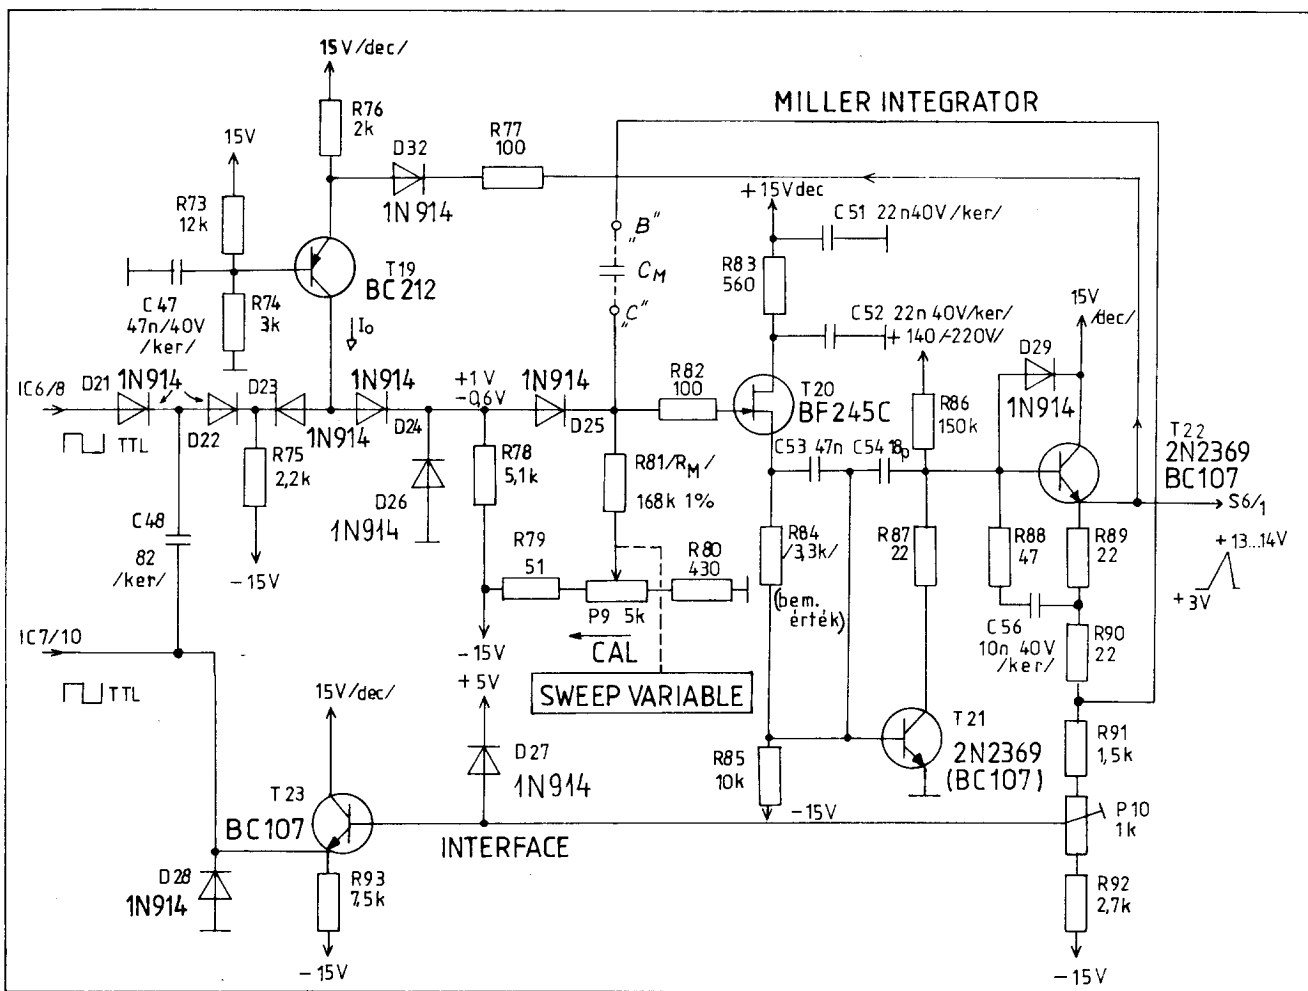 15V/dec/
R76
2k
MILLER INTEGRATOR
R77
100
D32
1N914
15V
R73
12k
+15Vdec
C51 22n40V/ker/
„B”
CM
„C”
R83
560
T19
BC212
C47
47n/40V
/ker/
R74
3k
I₀
C52 22n 40V/ker/
+140/-220V/
15V
/dec/
D29
1N914
IC6/8
D21
1N914
D22
D23
1N914
1N914
D24
+1V
-0,6V
1N914
D25
R82
100
T20
BF245C
R86
150k
T22
2N2369
BC107
TTL
R75
2,2k
-15V
D26
1N914
R78
5,1k
R81/RM/
168k 1%
C53 47n
C54 18p
S6/1
C48
82
/ker/
R84
/3,3k/
(bem.
érték)
R87
22
R88
47
R89
22
+13...14V
+3V
R79
51
P9 5k
R80
430
C56
10n 40V
/ker/
R90
22
IC7/10
TTL
-15V
CAL
SWEEP VARIABLE
+5V
15V/dec/
D27
1N914
T21
2N2369
(BC107)
R85
10k
-15V
R91
1,5k
T23
BC107
INTERFACE
P10
1k
D28
1N914
R93
7,5k
-15V
R92
2,7k
-15V